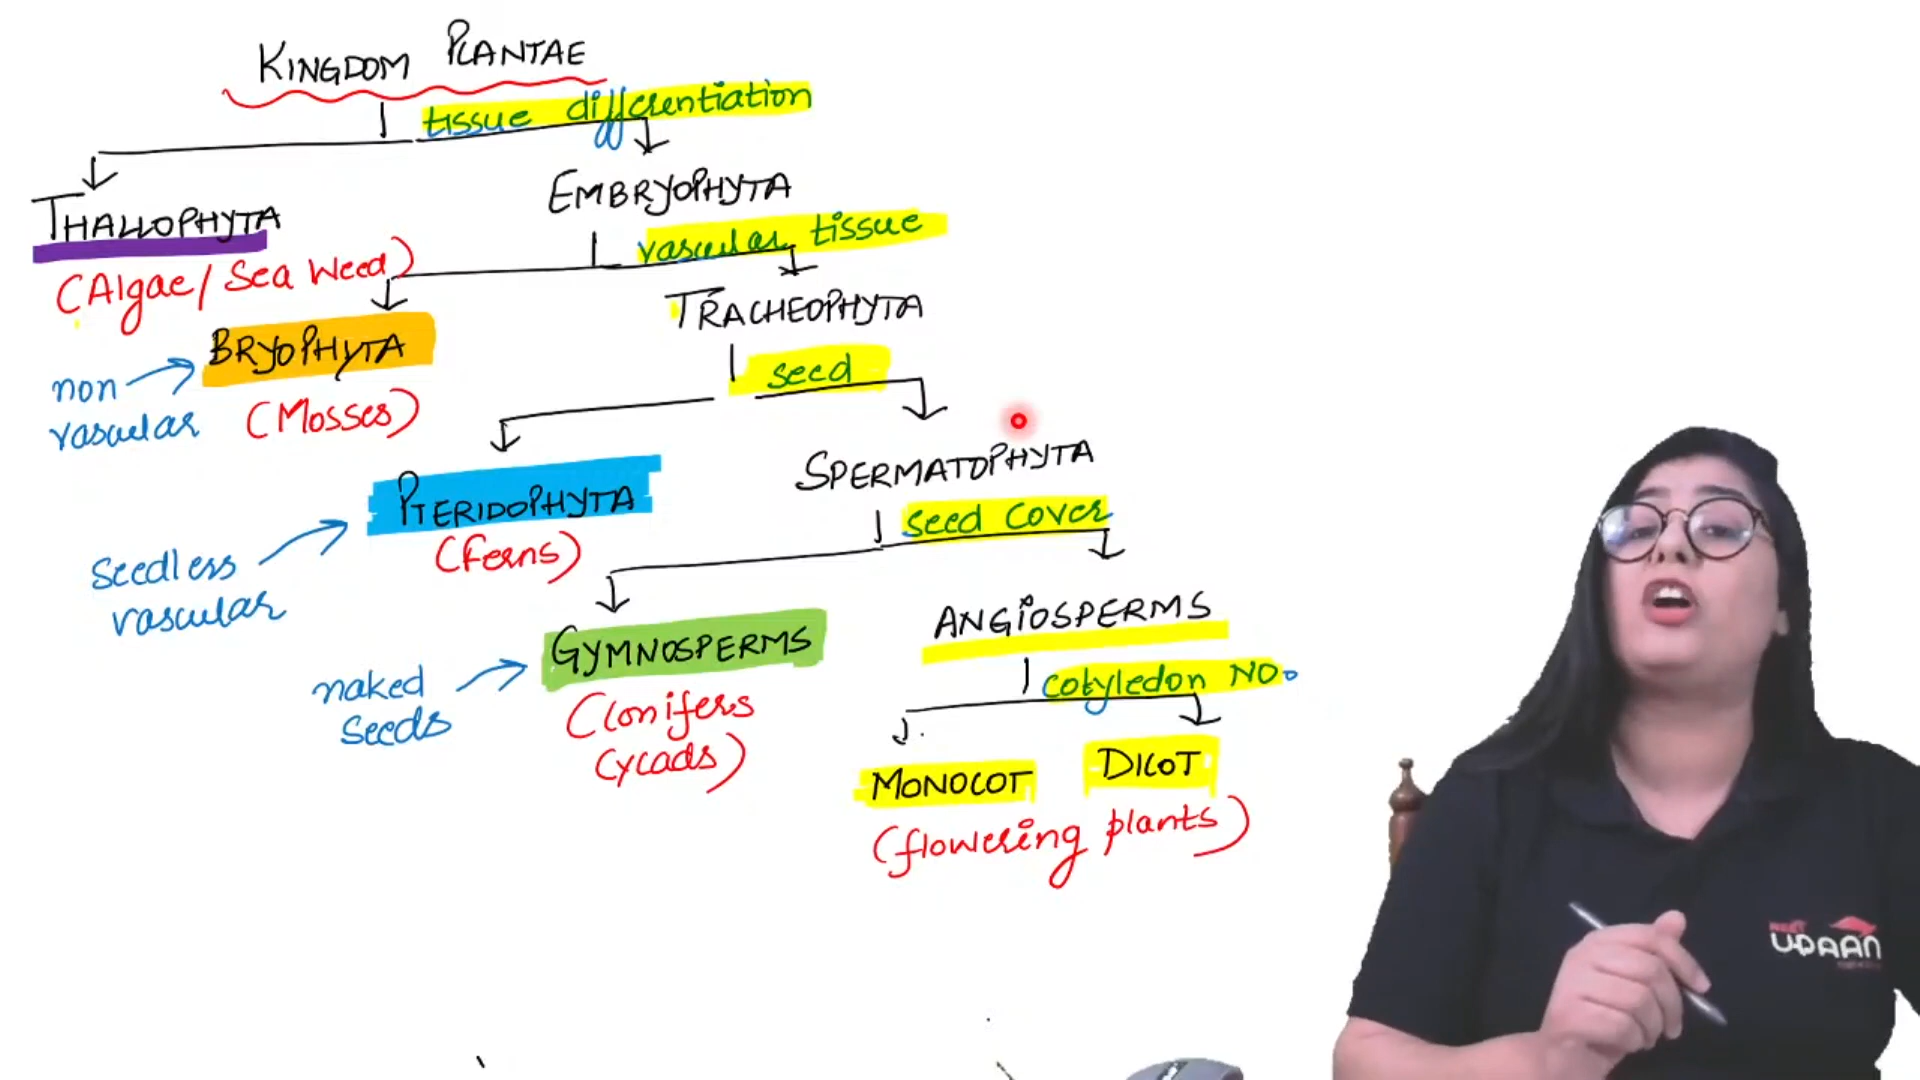 KINGDOM PLANTAE
tissue differentiation
THALLOPHYTA
EMBRYOPHYTA
(Algae/Sea Weed)
vascular tissue
BRYOPHYTA
TRACHEOPHYTA
non
vascular
(Mosses)
seed
PTERIDOPHYTA
SPERMATOPHYTA
(Ferns)
seed cover
Seedless
vascular
GYMNOSPERMS
ANGIOSPERMS
naked
seeds
cotyledon NO.
(Conifers
Cycads)
MONOCOT
DICOT
(flowering plants)
UDAAN